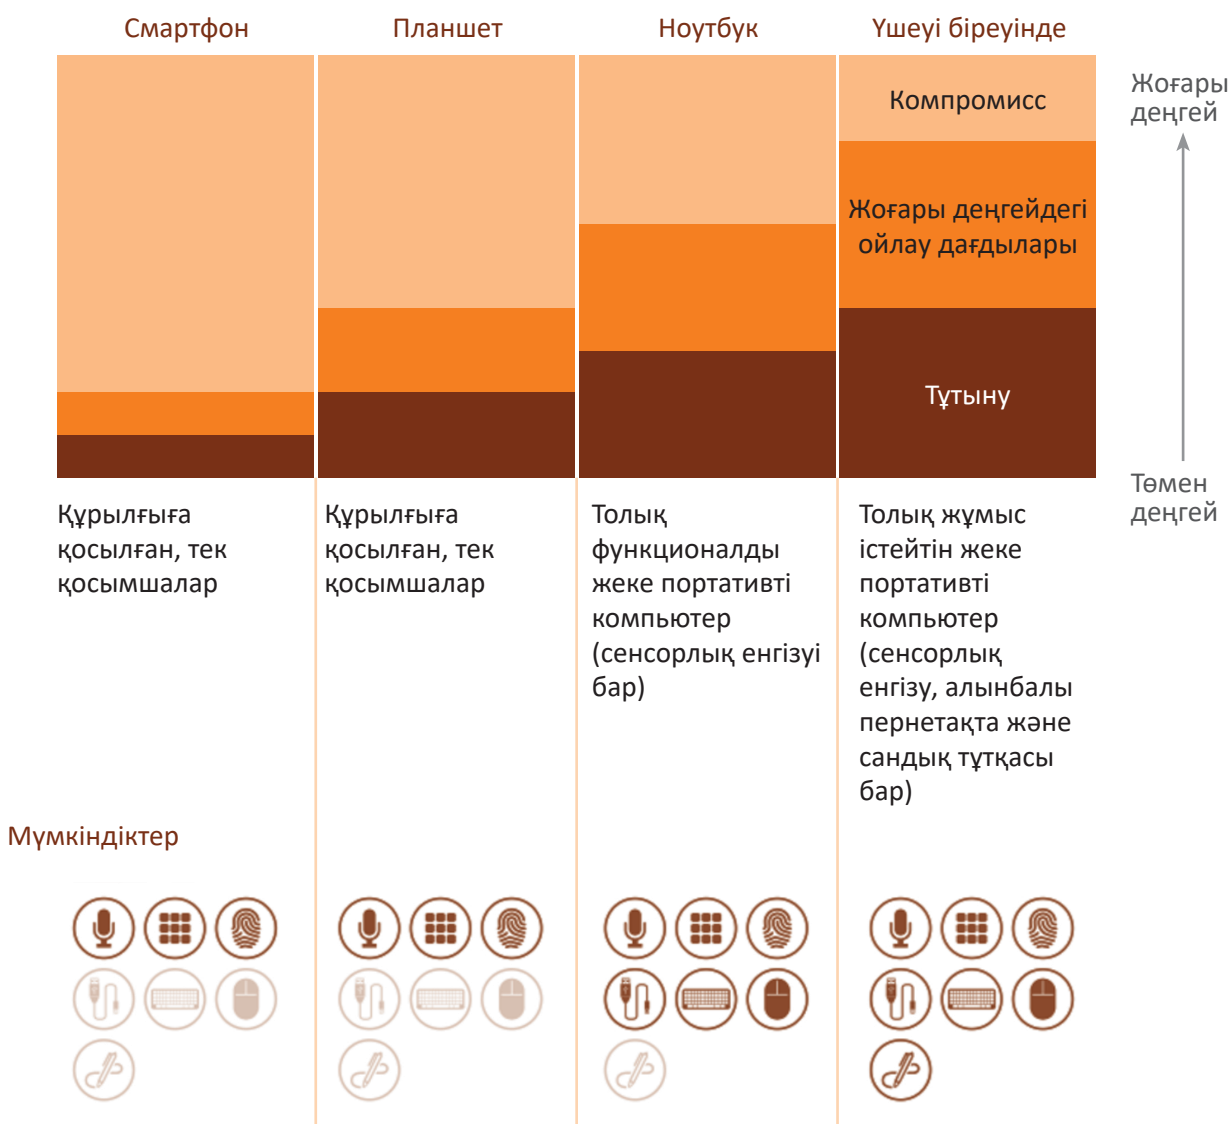 Смартфон
Планшет
Ноутбук
Үшеуі біреуінде
Компромисс
Жоғары деңгейдегі
ойлау дағдылары
Тұтыну
Жоғары
деңгей
Төмен
деңгей
Құрылғыға
қосылған, тек
қосымшалар
Құрылғыға
қосылған, тек
қосымшалар
Толық
функционалды
жеке портативті
компьютер
(сенсорлық енгізуі
бар)
Толық жұмыс
істейтін жеке
портативті
компьютер
(сенсорлық
енгізу, алынбалы
пернетақта және
сандық тұтқасы
бар)
Мүмкіндіктер